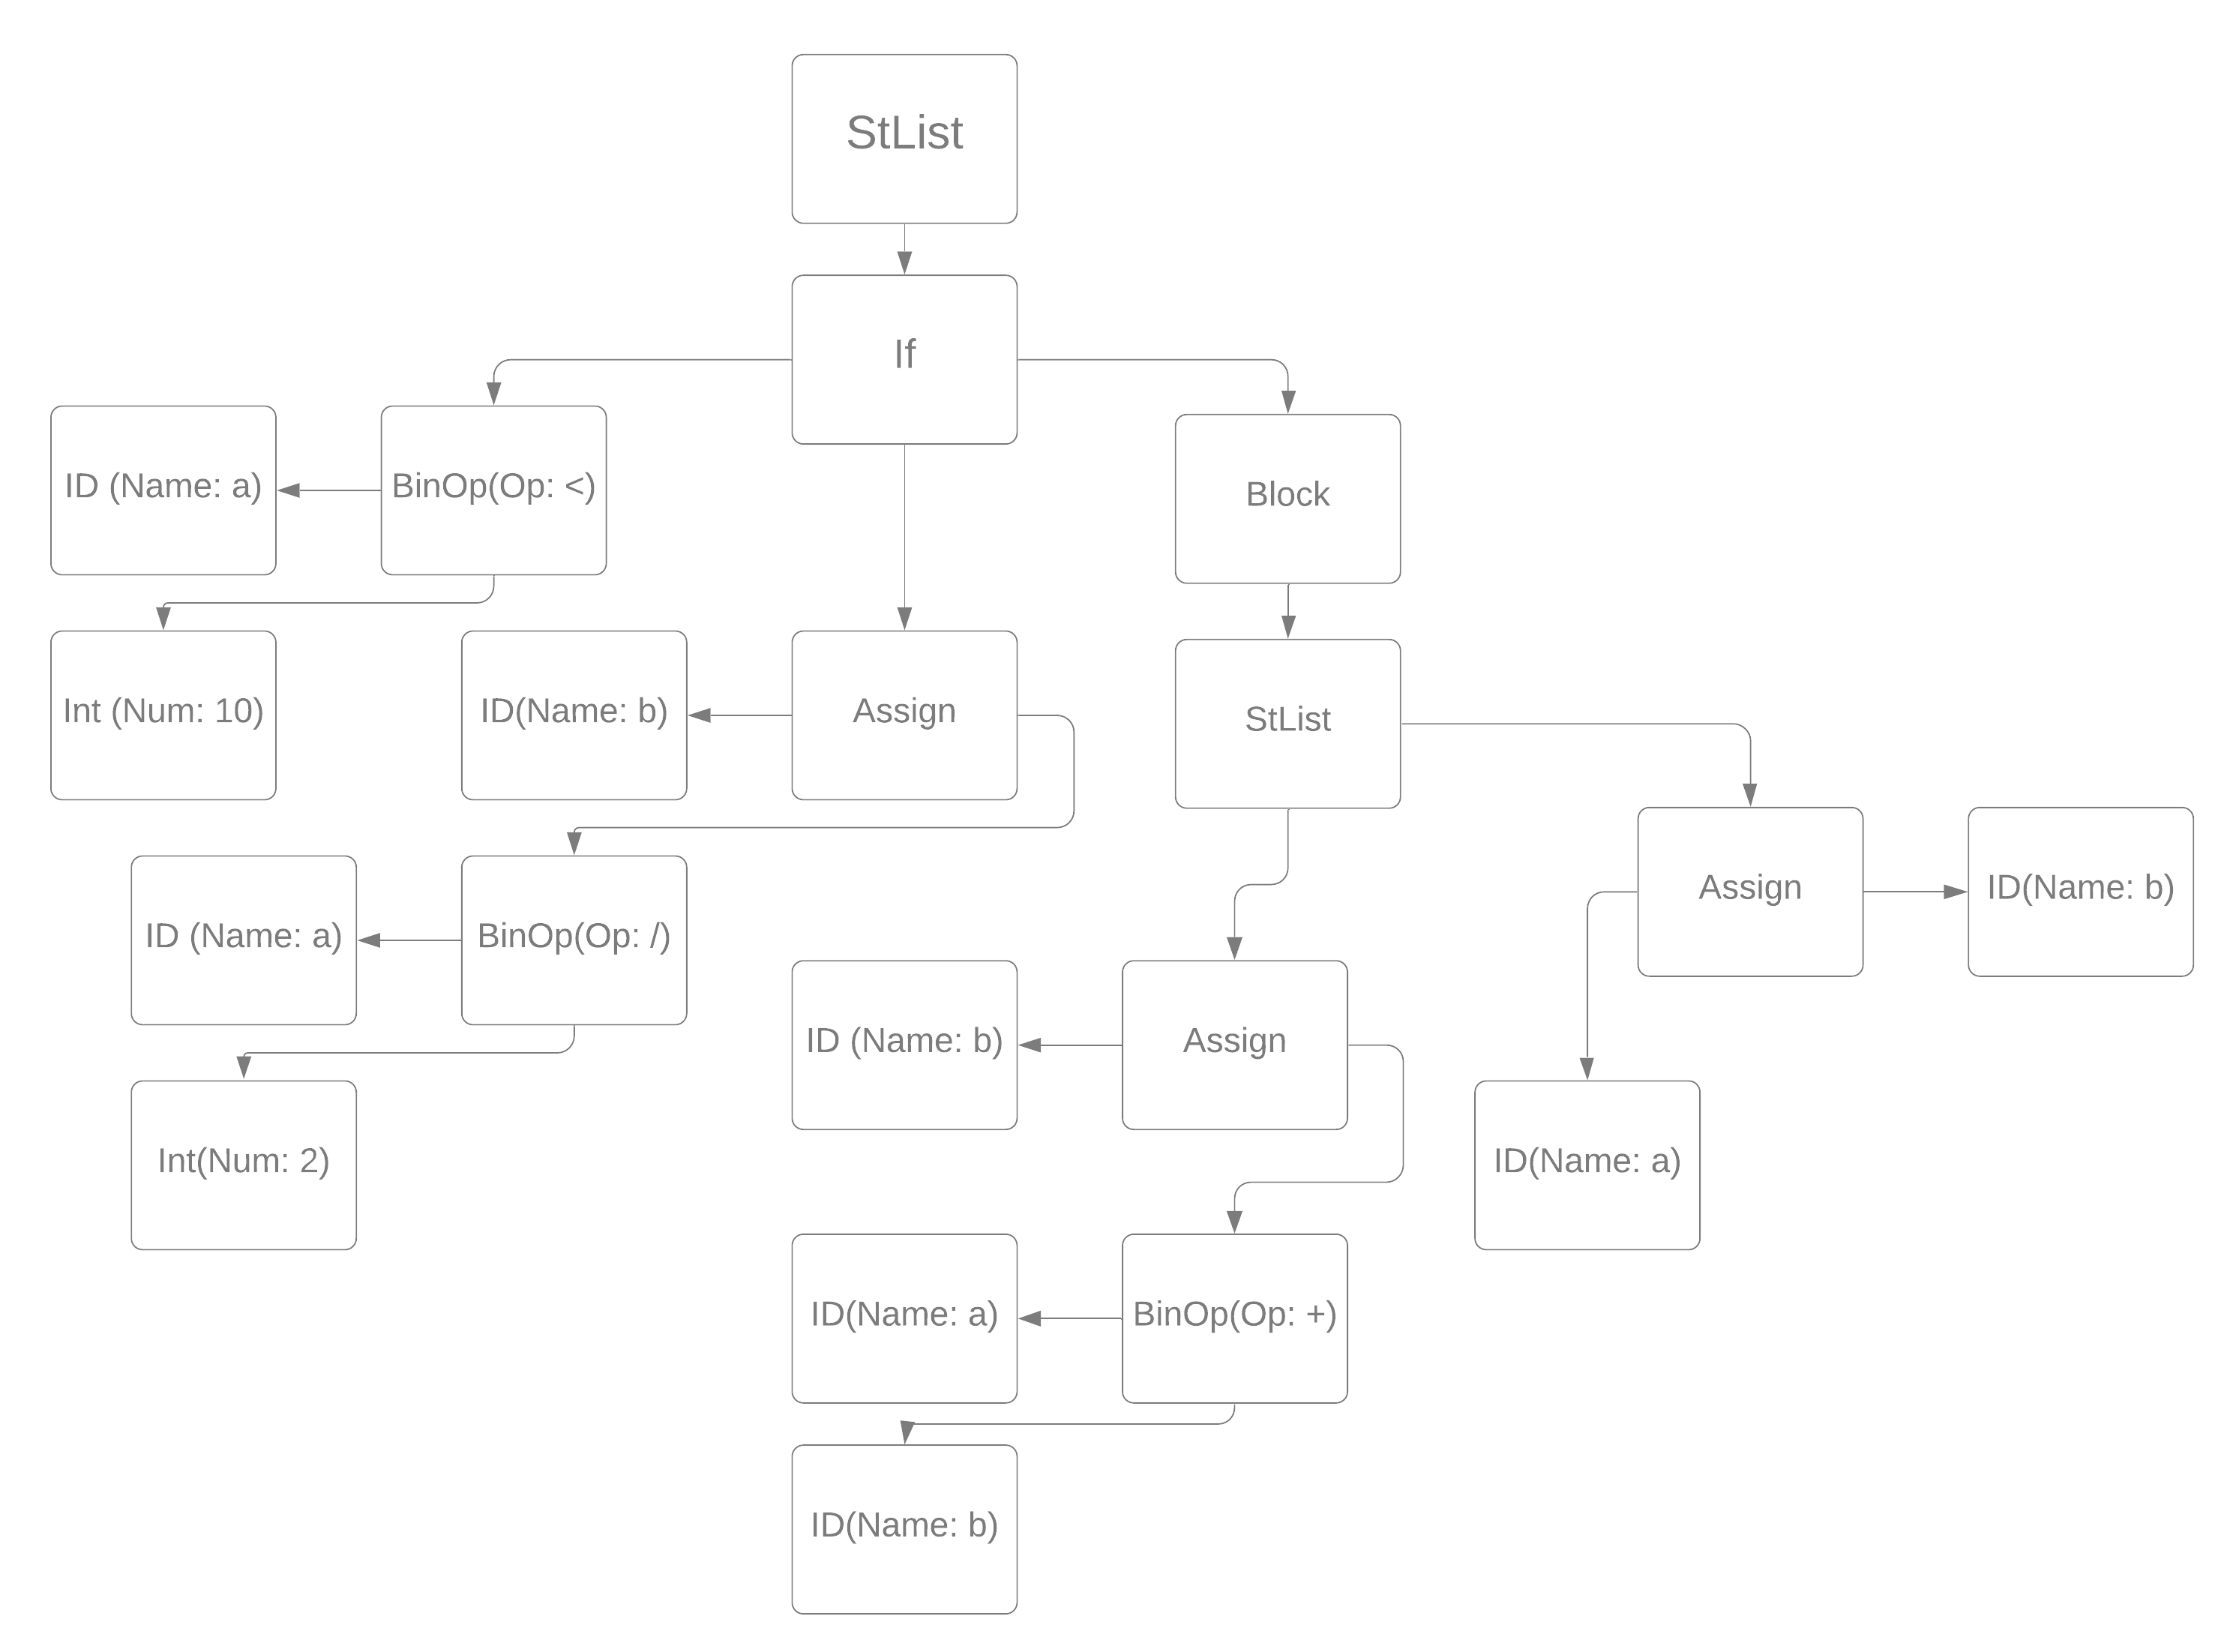 StList
If
ID (Name: a)
BinOp(Op: <)
Block
Int (Num: 10)
ID(Name: b)
Assign
StList
Assign
ID(Name: b)
ID (Name: a)
BinOp(Op: /)
ID (Name: b)
Assign
Int(Num: 2)
ID(Name: a)
ID(Name: a)
BinOp(Op: +)
ID(Name: b)